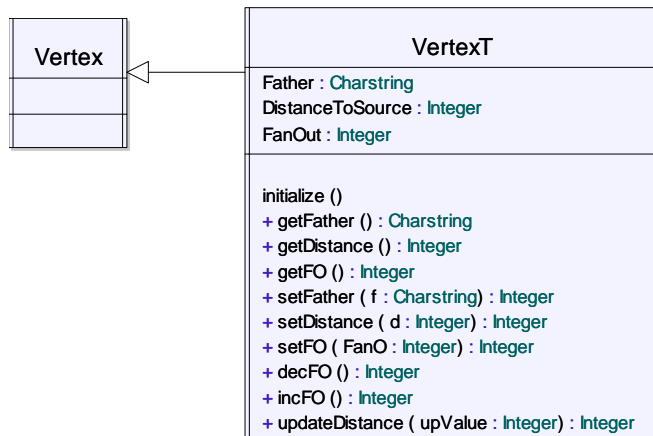 Vertex
VertexT
Father : Charstring
DistanceToSource : Integer
FanOut : Integer
initialize ()
+ getFather () : Charstring
+ getDistance () : Integer
+ getFO () : Integer
+ setFather ( f : Charstring) : Integer
+ setDistance ( d : Integer) : Integer
+ setFO ( FanO : Integer) : Integer
+ decFO () : Integer
+ incFO () : Integer
+ updateDistance ( upValue : Integer) : Integer